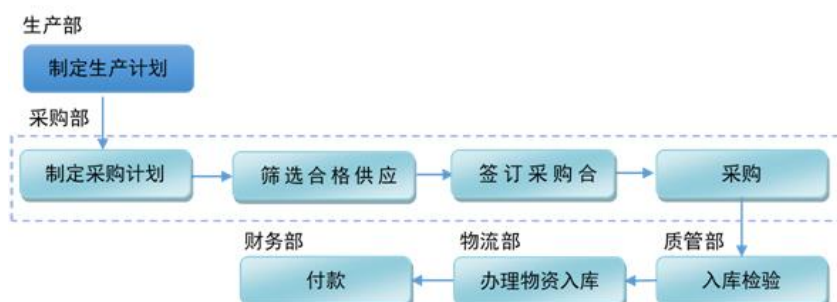 生产部
制定生产计划
采购部
制定采购计划
筛选合格供应
签订采购合
采购
财务部
物流部
质管部
付款
办理物资入库
入库检验